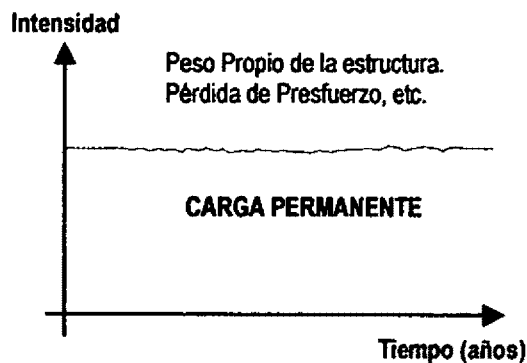 Intensidad
Peso Propio de la estructura.
Pérdida de Presfuerzo, etc.
CARGA PERMANENTE
Tiempo (años)